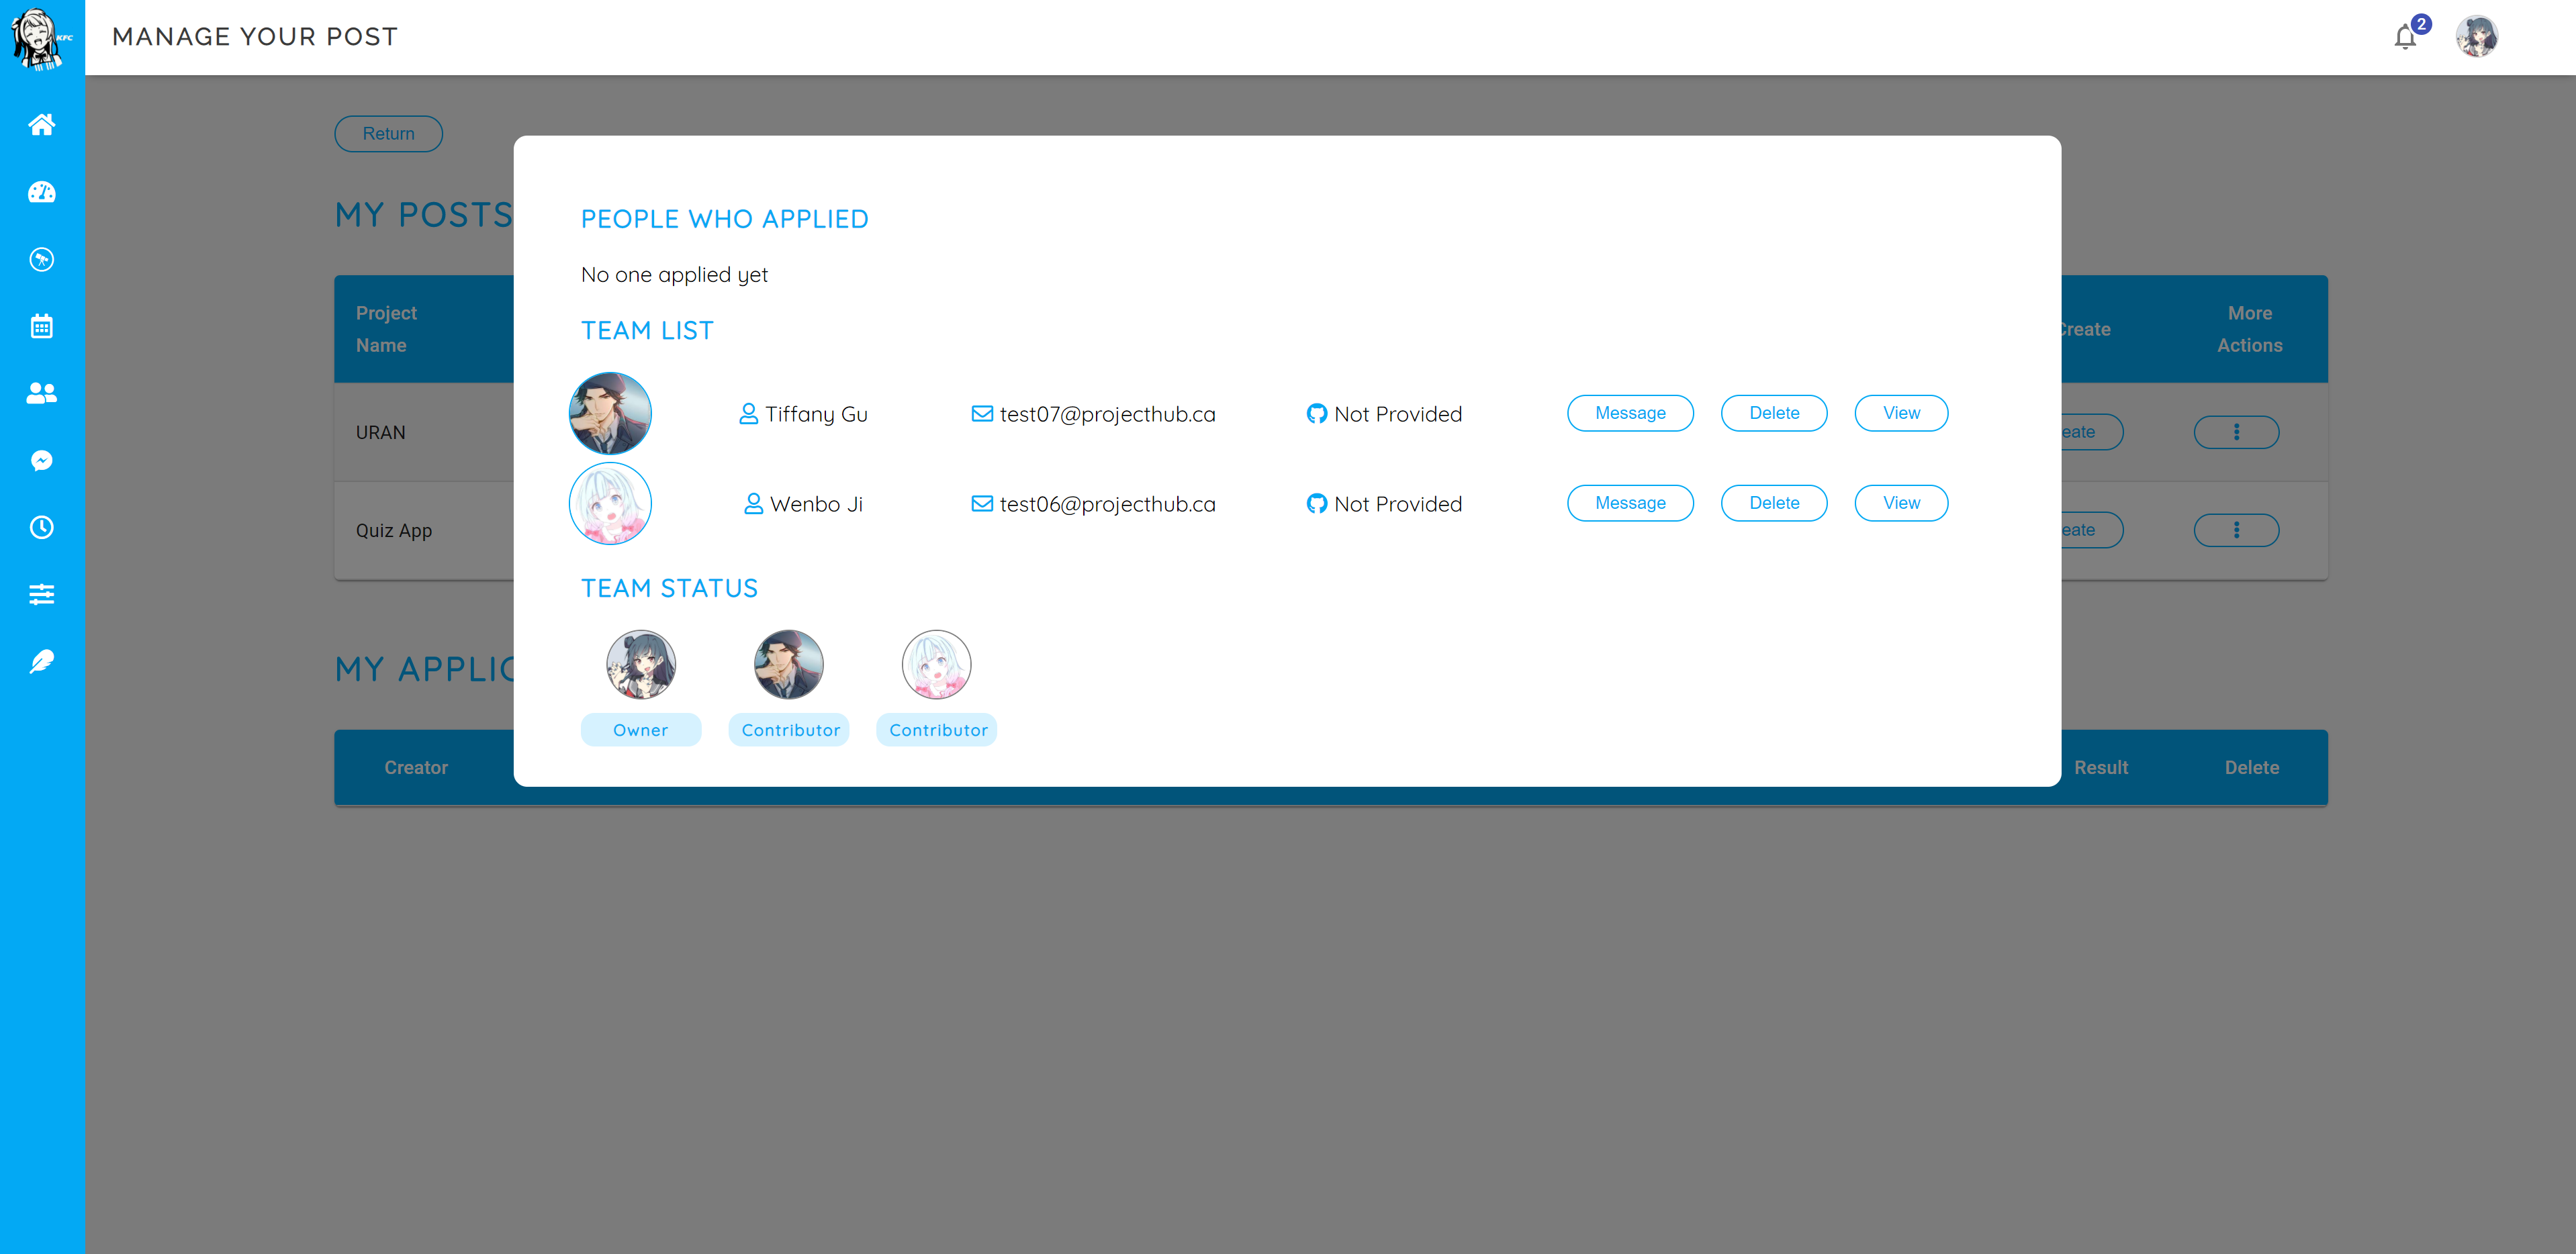 KFC
MANAGE YOUR POST
2
Return
MY POSTS
PEOPLE WHO APPLIED
No one applied yet
TEAM LIST
Project
Name
Create
More
Actions
Tiffany Gu
test07@projecthub.ca
Not Provided
Message
Delete
View
URAN
eate
Wenbo Ji
test06@projecthub.ca
Not Provided
Message
Delete
View
Quiz App
eate
TEAM STATUS
MY APPLIC
Owner
Contributor
Contributor
Creator
Result
Delete